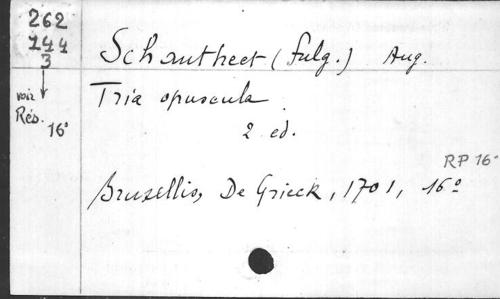 262
244
3
voir
Rés.
16°
Schautheet (Fulg.) Aug.
Tria opuscula
2 ed.
RP 16°
Bruxellis, De Grieck, 1701, 16º